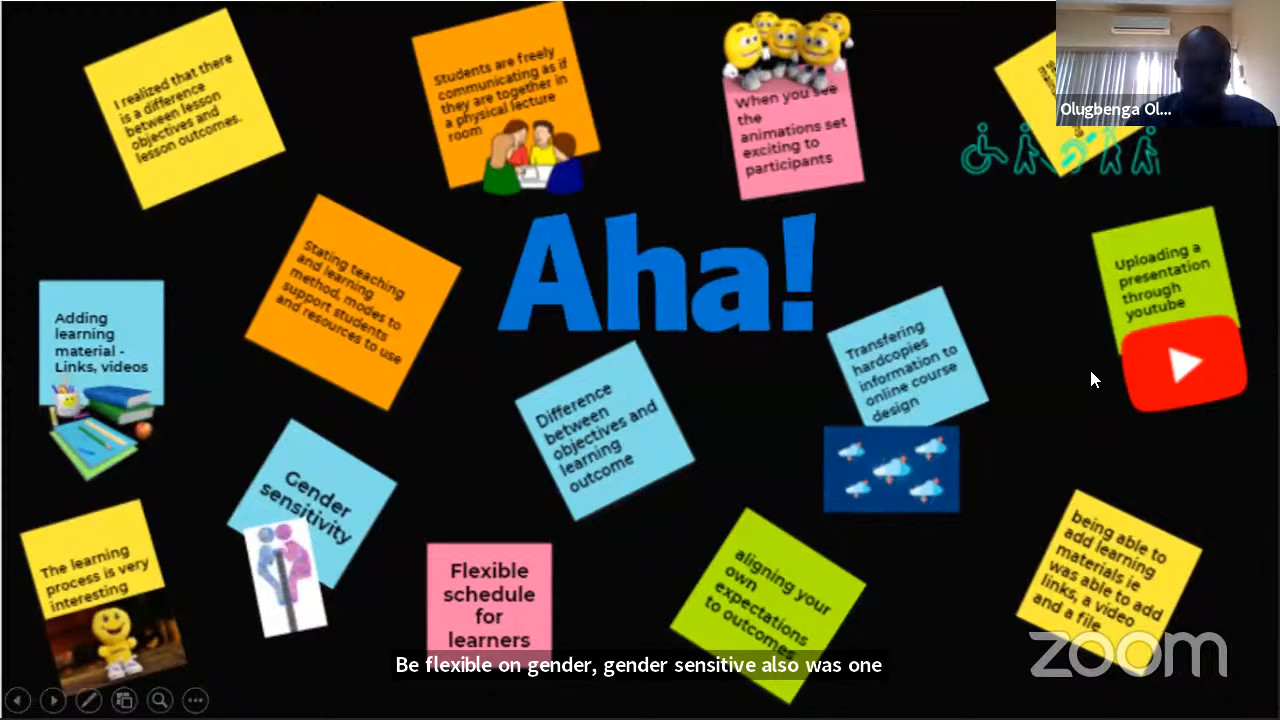 I realized that there
is a difference
between lesson
objectives and
lesson outcomes.
Students are freely
communicating as if
they are together in
a physical lecture
room
When you see
the
animations set
exciting to
participants
Olugbenga Ol...
Stating teaching
and learning
method, modes to
support students
and resources to use
Aha!
Uploading a
presentation
through
youtube
Adding
learning
material -
Links, videos
Difference
between
objectives and
learning
outcome
Transfering
hardcopies
information to
online course
design
Gender
sensitivity
The learning
process is very
interesting
Flexible
schedule
for
learners
aligning your
own
expectations
to outcomes
being able to
add learning
materials ie
was able to add
links, a video
and a file
zoom
Be flexible on gender, gender sensitive also was one